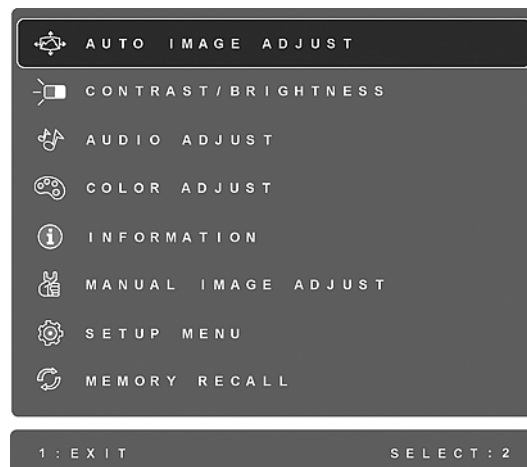 AUTO IMAGE ADJUST
CONTRAST/BRIGHTNESS
AUDIO ADJUST
COLOR ADJUST
INFORMATION
MANUAL IMAGE ADJUST
SETUP MENU
MEMORY RECALL
1:EXIT SELECT:2